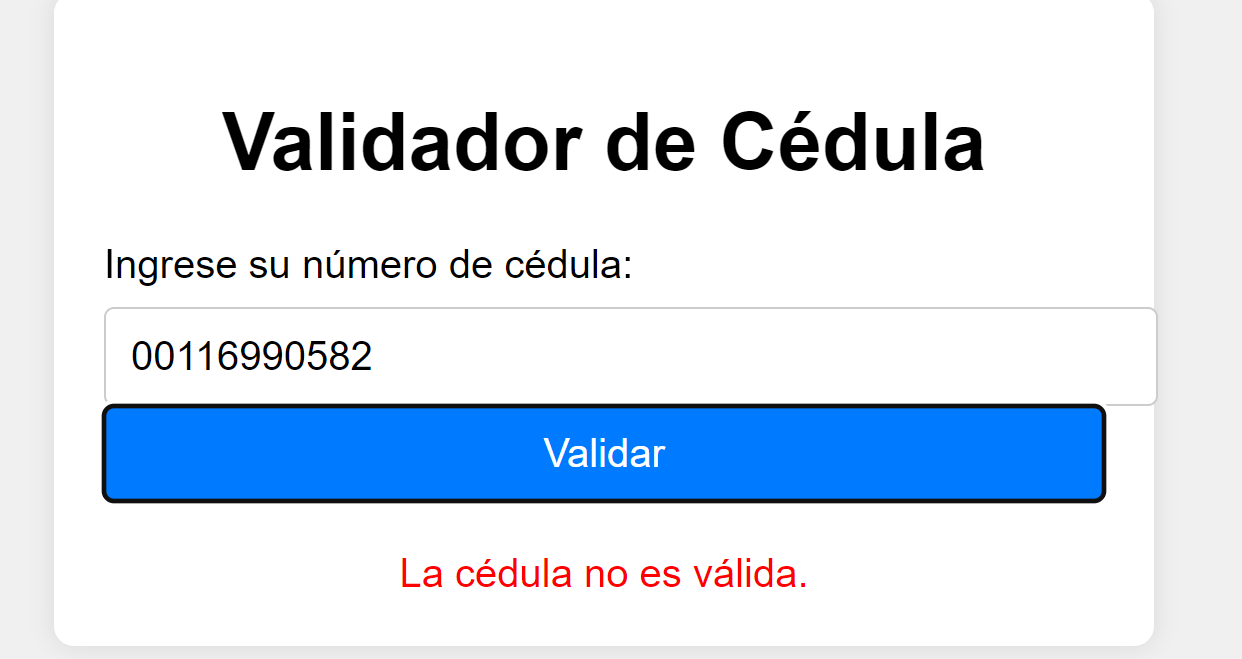 Validador de Cédula
Ingrese su número de cédula:
00116990582
Validar
La cédula no es válida.